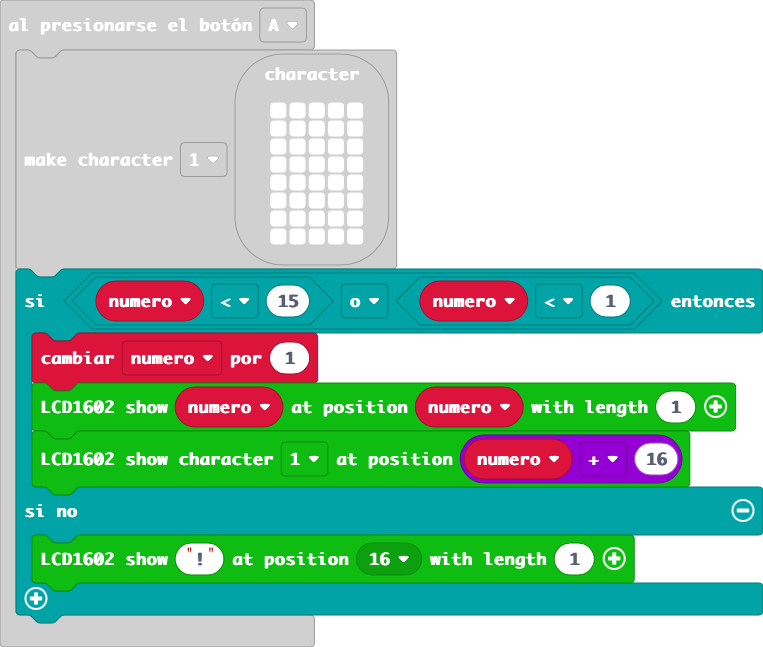 al presionarse el botón A
character
make character 1
si numero < 15 o numero < 1 entonces
cambiar numero por 1
LCD1602 show numero at position numero with length 1
LCD1602 show character 1 at position numero + 16
si no
LCD1602 show "!" at position 16 with length 1